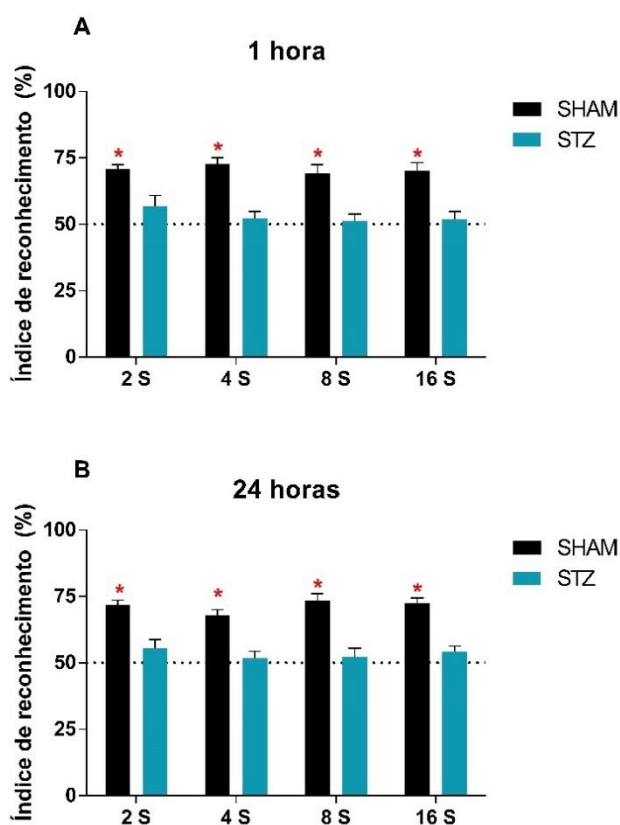 A
1 hora
Índice de reconhecimento (%)
100
75
50
25
0
* * * *
2 S 4 S 8 S 16 S
SHAM
STZ
B
24 horas
Índice de reconhecimento (%)
100
75
50
25
0
* * * *
2 S 4 S 8 S 16 S
SHAM
STZ